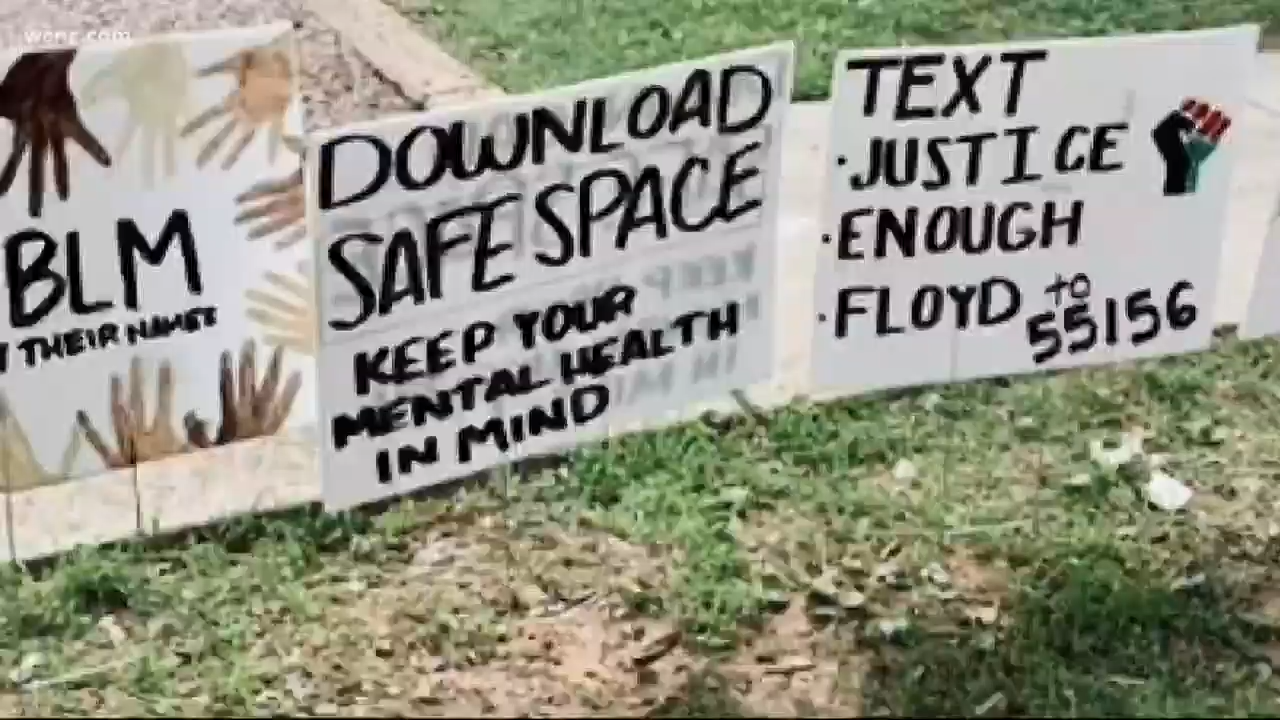 wcnc.com
BLM
THEIR NAMES
DOWNLOAD
SAFE SPACE
KEEP YOUR
MENTAL HEALTH
IN MIND
TEXT
·JUSTICE
·ENOUGH
·FLOYD to
55156